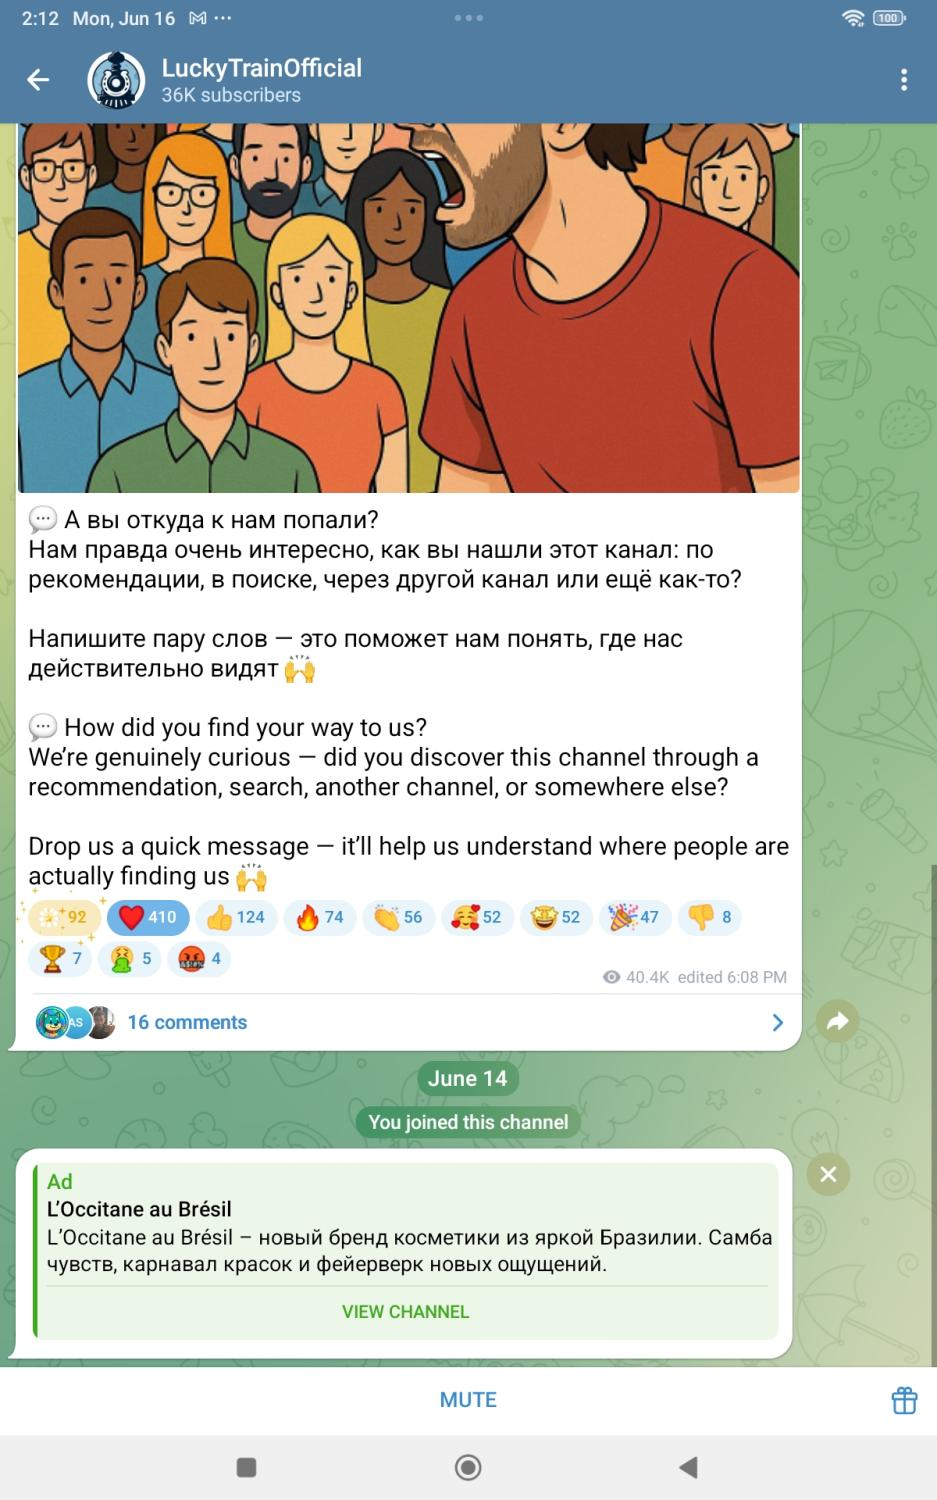 2:12 Mon, Jun 16
100
LuckyTrainOfficial
36K subscribers
💬 А вы откуда к нам попали?
Нам правда очень интересно, как вы нашли этот канал: по
рекомендации, в поиске, через другой канал или ещё как-то?
Напишите пару слов — это поможет нам понять, где нас
действительно видят 🙌
💬 How did you find your way to us?
We’re genuinely curious — did you discover this channel through a
recommendation, search, another channel, or somewhere else?
Drop us a quick message — it’ll help us understand where people are
actually finding us 🙌
92 ❤️ 410 👍 124 🔥 74 👏 56 🥰 52 🤩 52 🎉 47 👎 8
🏆 7 🤮 5 🤬 4
40.4K edited 6:08 PM
AS
16 comments
June 14
You joined this channel
Ad
L’Occitane au Brésil
L’Occitane au Brésil – новый бренд косметики из яркой Бразилии. Самба
чувств, карнавал красок и фейерверк новых ощущений.
VIEW CHANNEL
MUTE